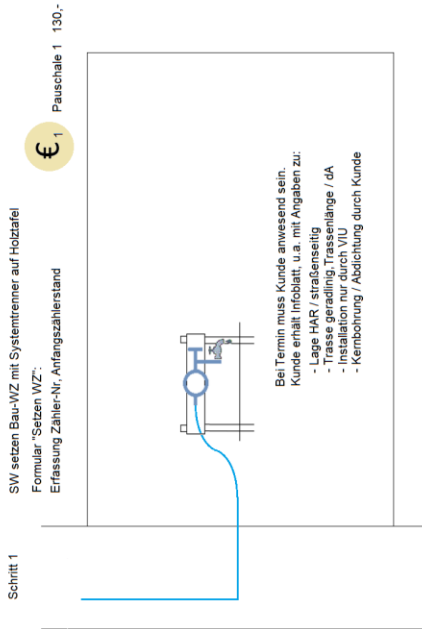 Schritt 1
SW setzen Bau-WZ mit Systemtrenner auf Holztafel
Formular "Setzen WZ":
Erfassung Zähler-Nr, Anfangszählerstand
€ 1
Pauschale 1 130,-
Bei Termin muss Kunde anwesend sein.
Kunde erhält Infoblatt, u.a. mit Angaben zu:
- Lage HAR / straßenseitig
- Trasse geradlinig,Trassenlänge / dA
- Installation nur durch VIU
- Kernbohrung / Abdichtung durch Kunde